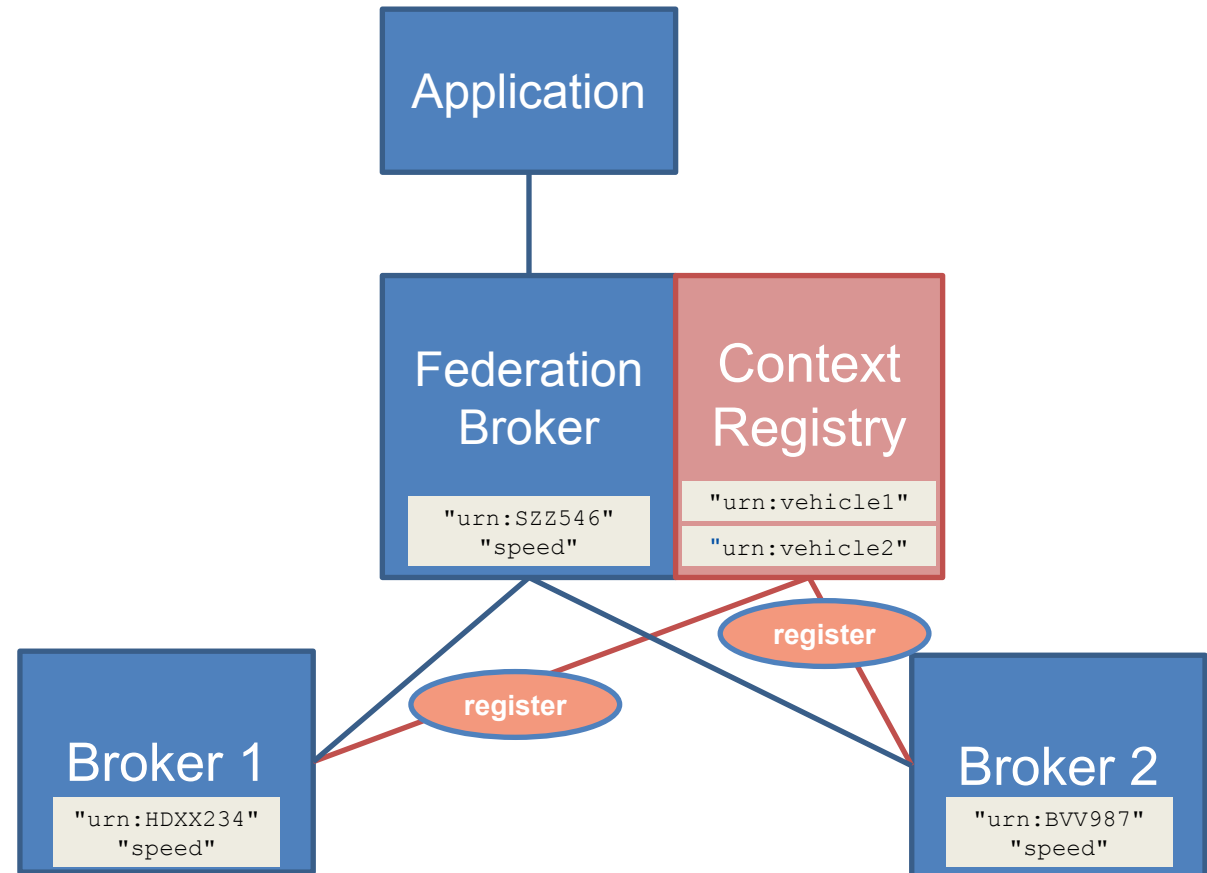 Application
Federation
Broker
"urn:SZZ546"
"speed"
Context
Registry
"urn:vehicle1"
"urn:vehicle2"
register
register
Broker 1
"urn:HDXX234"
"speed"
Broker 2
"urn:BVV987"
"speed"